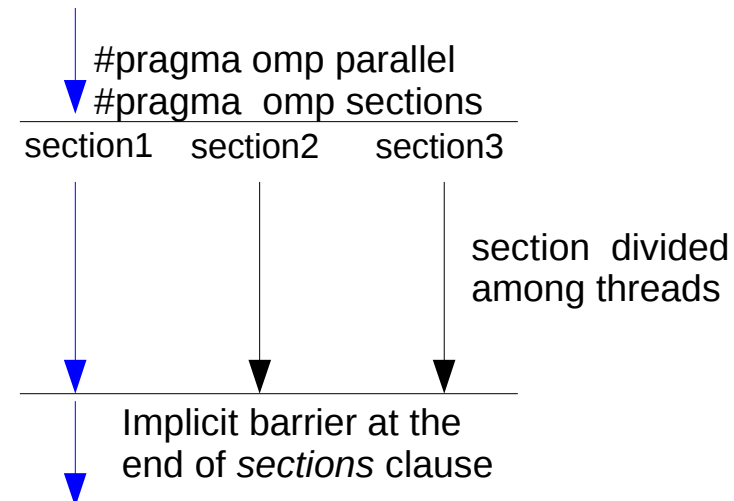 #pragma omp parallel
#pragma omp sections
section1 section2 section3
section divided
among threads
Implicit barrier at the
end of sections clause